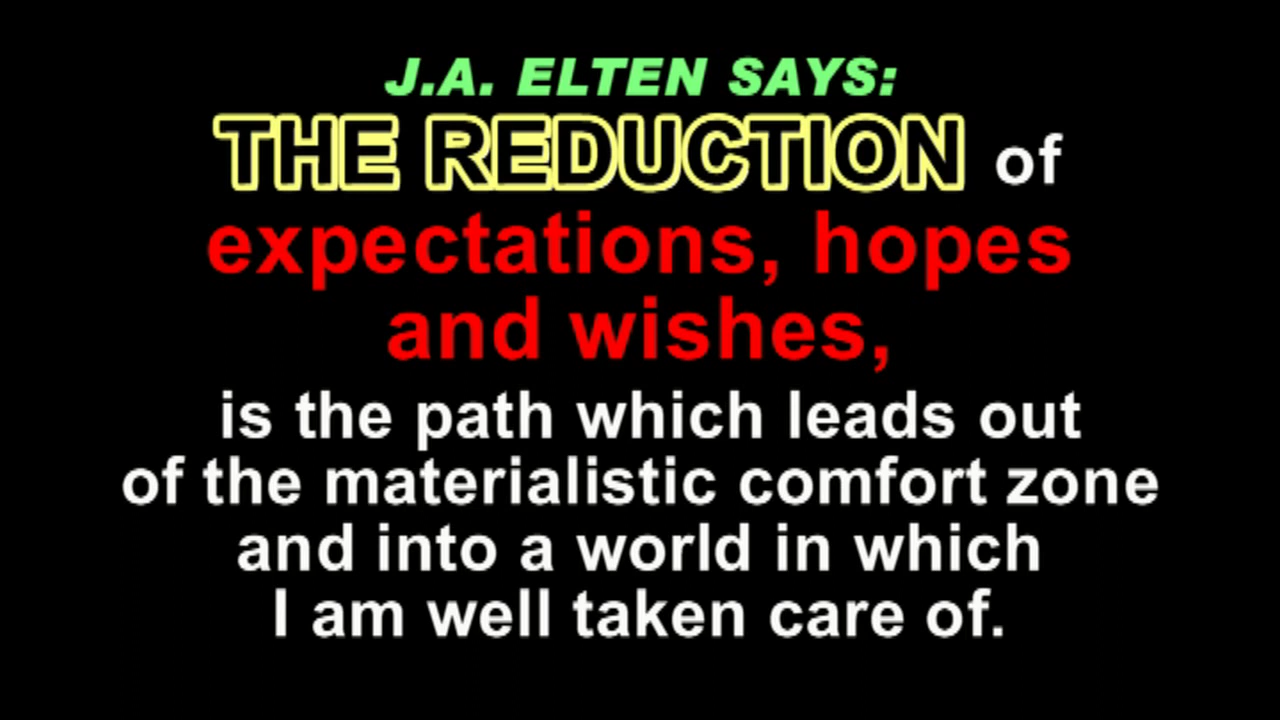 J.A. ELTEN SAYS:
THE REDUCTION of
expectations, hopes
and wishes,
is the path which leads out
of the materialistic comfort zone
and into a world in which
I am well taken care of.